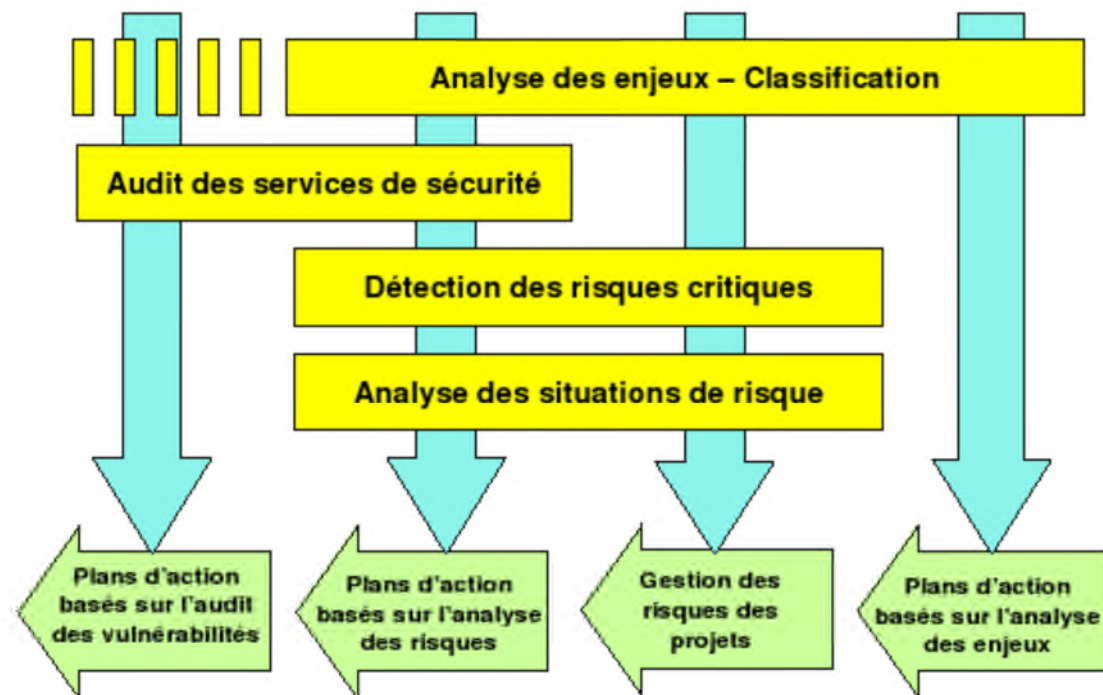 Analyse des enjeux – Classification
Audit des services de sécurité
Détection des risques critiques
Analyse des situations de risque
Plans d'action
basés sur l'audit
des vulnérabilités
Plans d'action
basés sur l'analyse
des risques
Gestion des
risques des
projets
Plans d'action
basés sur l'analyse
des enjeux